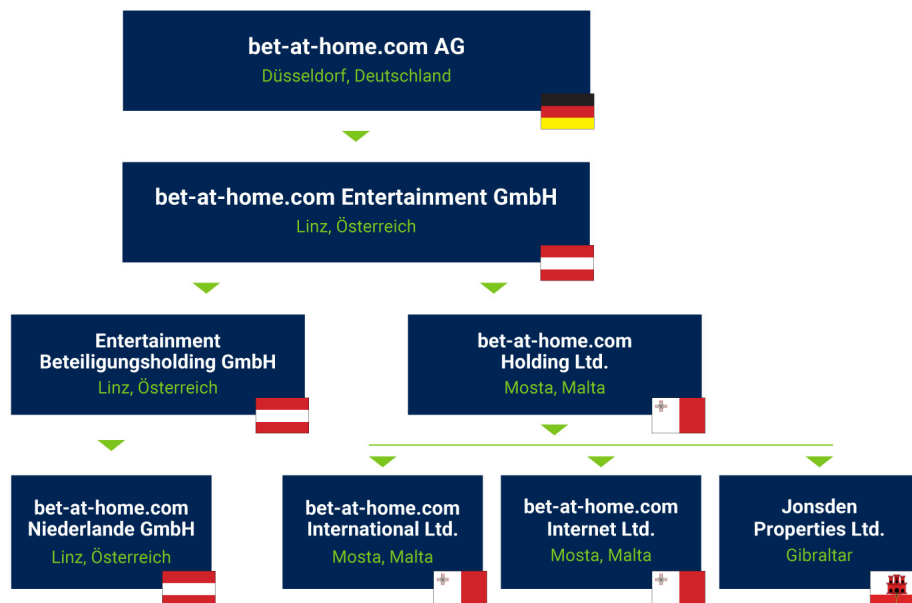 bet-at-home.com AG
Düsseldorf, Deutschland
bet-at-home.com Entertainment GmbH
Linz, Österreich
Entertainment
Beteiligungsholding GmbH
Linz, Österreich
bet-at-home.com
Holding Ltd.
Mosta, Malta
bet-at-home.com
Niederlande GmbH
Linz, Österreich
bet-at-home.com
International Ltd.
Mosta, Malta
bet-at-home.com
Internet Ltd.
Mosta, Malta
Jonsden
Properties Ltd.
Gibraltar